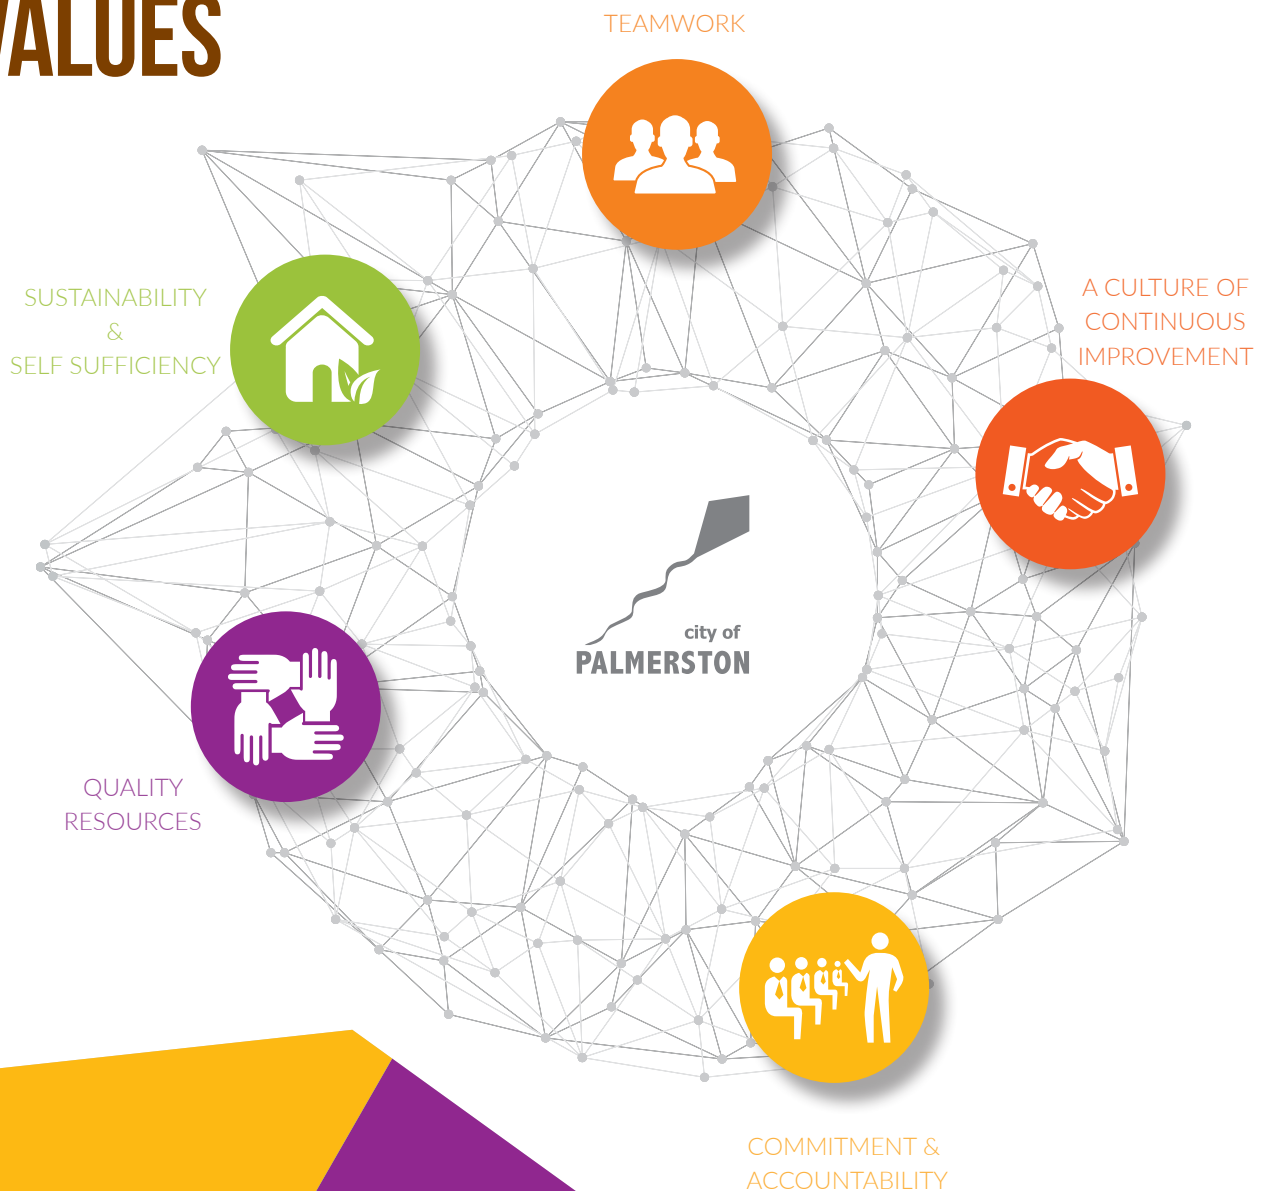 VALUES
TEAMWORK
SUSTAINABILITY
&
SELF SUFFICIENCY
A CULTURE OF
CONTINUOUS
IMPROVEMENT
city of
PALMERSTON
QUALITY
RESOURCES
COMMITMENT &
ACCOUNTABILITY